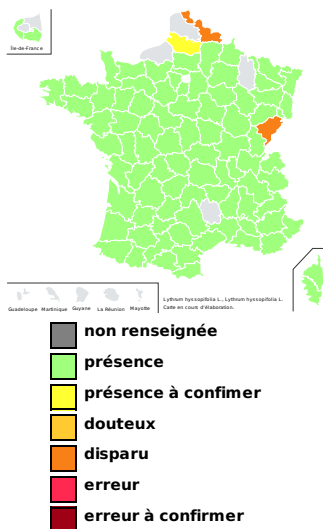 Île-de-France
Guadeloupe Martinique Guyane La Réunion Mayotte
Lythrum hyssopifolia L., Lythrum hyssopifolia L.
Carte en cours d'élaboration.
non renseignée
présence
présence à confimer
douteux
disparu
erreur
erreur à confirmer